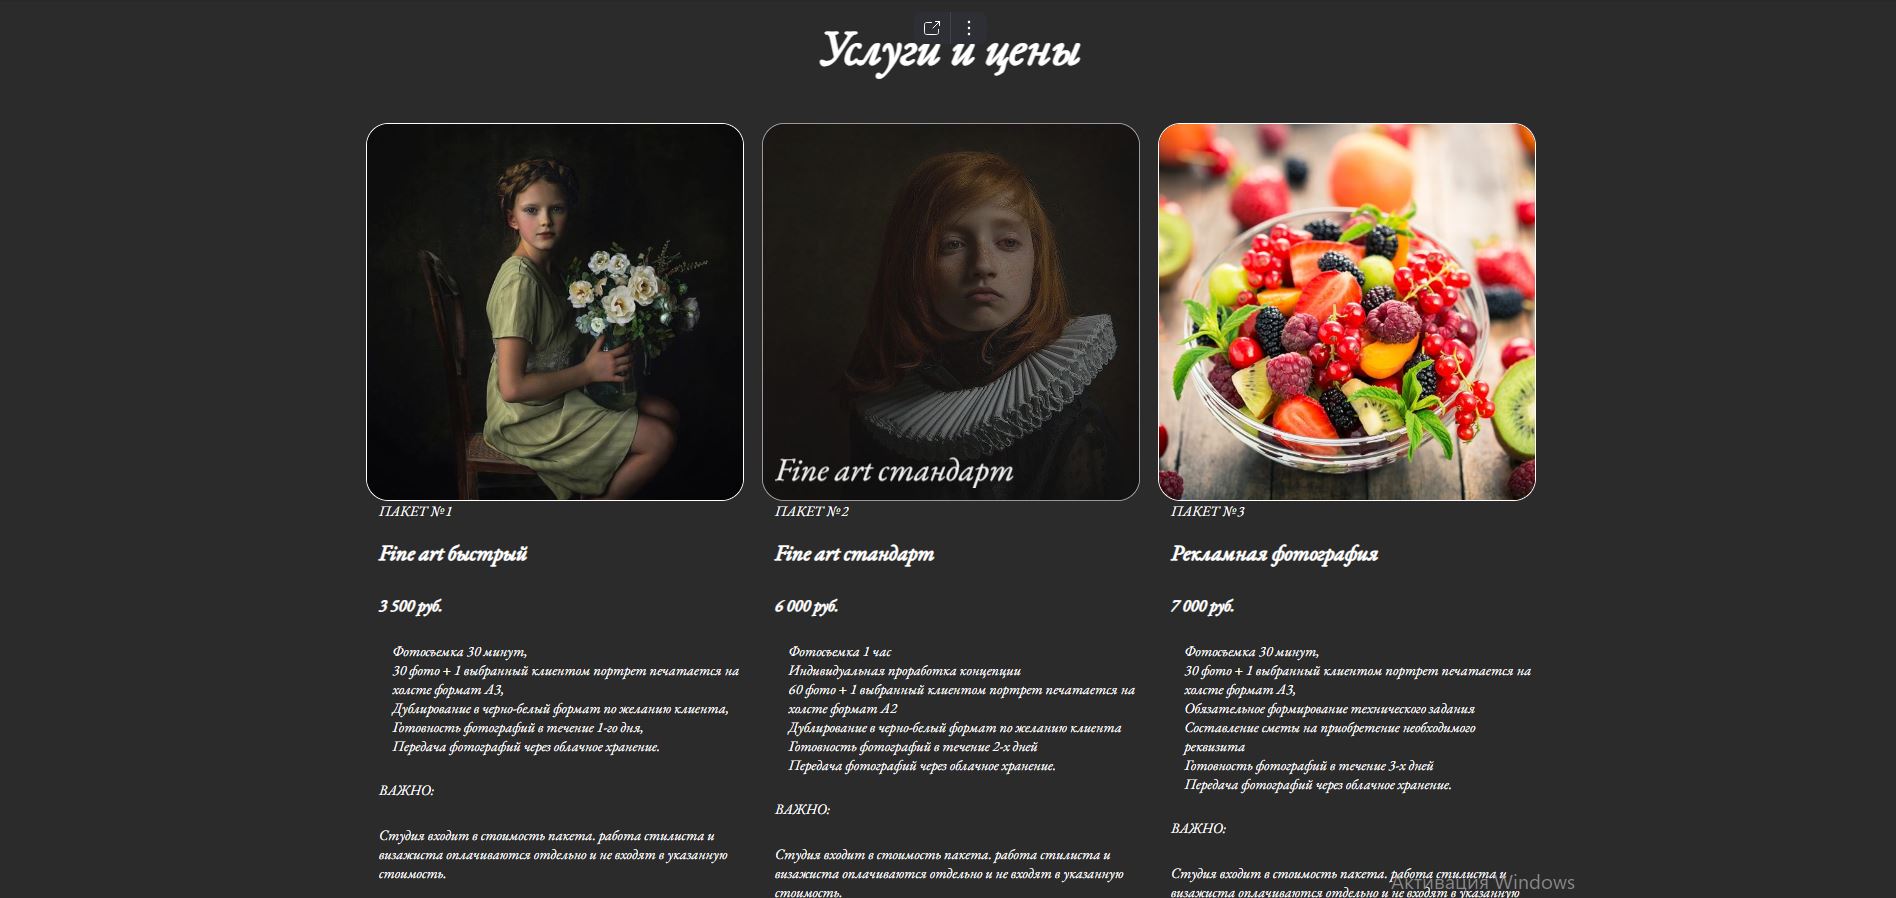 Услуги и цены
Fine art стандарт
ПАКЕТ №1
Fine art быстрый
3 500 руб.
Фотосъемка 30 минут,
30 фото + 1 выбранный клиентом портрет печатается на
холсте формат А3,
Дублирование в черно-белый формат по желанию клиента,
Готовность фотографий в течение 1-го дня,
Передача фотографий через облачное хранение.
ВАЖНО:
Студия входит в стоимость пакета. работа стилиста и
визажиста оплачиваются отдельно и не входят в указанную
стоимость.
ПАКЕТ №2
Fine art стандарт
6 000 руб.
Фотосъемка 1 час
Индивидуальная проработка концепции
60 фото + 1 выбранный клиентом портрет печатается на
холсте формат А2
Дублирование в черно-белый формат по желанию клиента
Готовность фотографий в течение 2-х дней
Передача фотографий через облачное хранение.
ВАЖНО:
Студия входит в стоимость пакета. работа стилиста и
визажиста оплачиваются отдельно и не входят в указанную
стоимость.
ПАКЕТ №3
Рекламная фотография
7 000 руб.
Фотосъемка 30 минут,
30 фото + 1 выбранный клиентом портрет печатается на
холсте формат А3,
Обязательное формирование технического задания
Составление сметы на приобретение необходимого
реквизита
Готовность фотографий в течение 3-х дней
Передача фотографий через облачное хранение.
ВАЖНО:
Студия входит в стоимость пакета. работа стилиста и
визажиста оплачиваются отдельно и не входят в указанную
Активация Windows